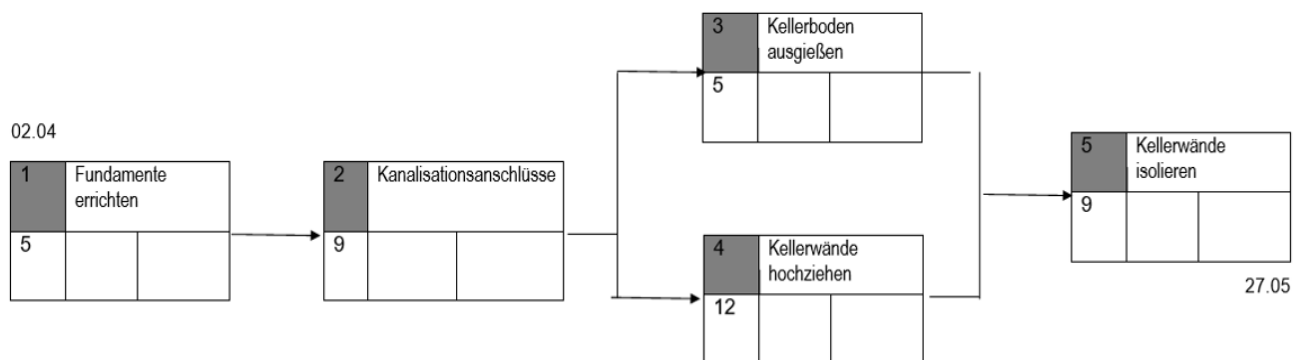 02.04
1
Fundamente
errichten
5
2
Kanalisationsanschlüsse
9
3
Kellerboden
ausgießen
5
4
Kellerwände
hochziehen
12
5
Kellerwände
isolieren
9
27.05